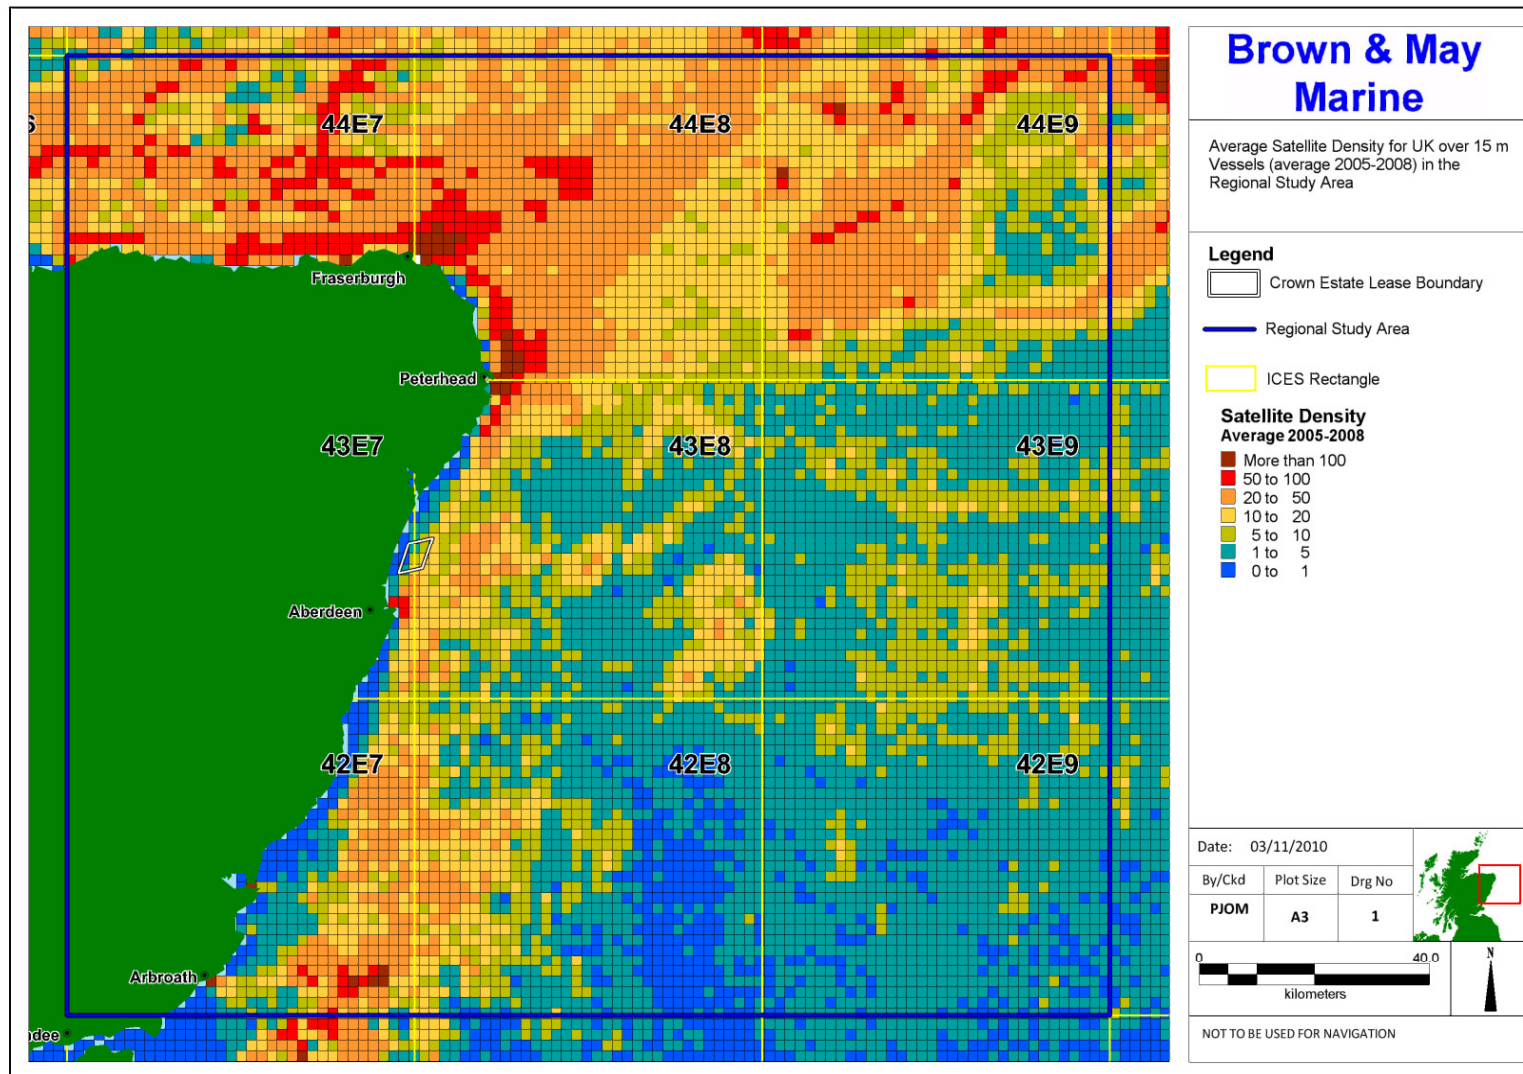 44E7
44E8
44E9
Fraserburgh
Peterhead
43E7
43E8
43E9
Aberdeen
42E7
42E8
42E9
Arbroath
ndee
Brown & May
Marine
Average Satellite Density for UK over 15 m
Vessels (average 2005-2008) in the
Regional Study Area
Legend
Crown Estate Lease Boundary
Regional Study Area
ICES Rectangle
Satellite Density
Average 2005-2008
More than 100
50 to 100
20 to 50
10 to 20
5 to 10
1 to 5
0 to 1
Date: 03/11/2010
By/Ckd Plot Size Drg No
PJOM A3 1
0 40.0
kilometers
N
NOT TO BE USED FOR NAVIGATION